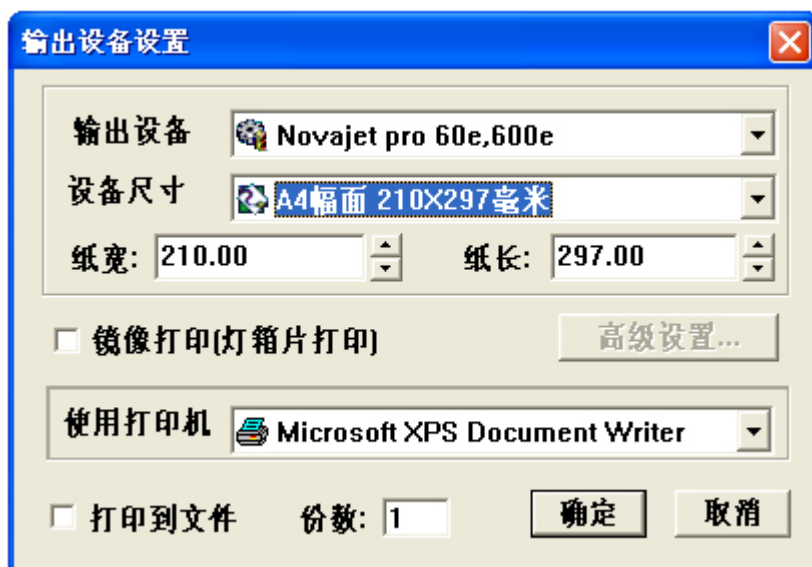 输出设备设置
输出设备 Novajet pro 60e,600e
设备尺寸 A4幅面 210X297毫米
纸宽: 210.00 纸长: 297.00
镜像打印(灯箱片打印) 高级设置...
使用打印机 Microsoft XPS Document Writer
打印到文件 份数: 1 确定 取消